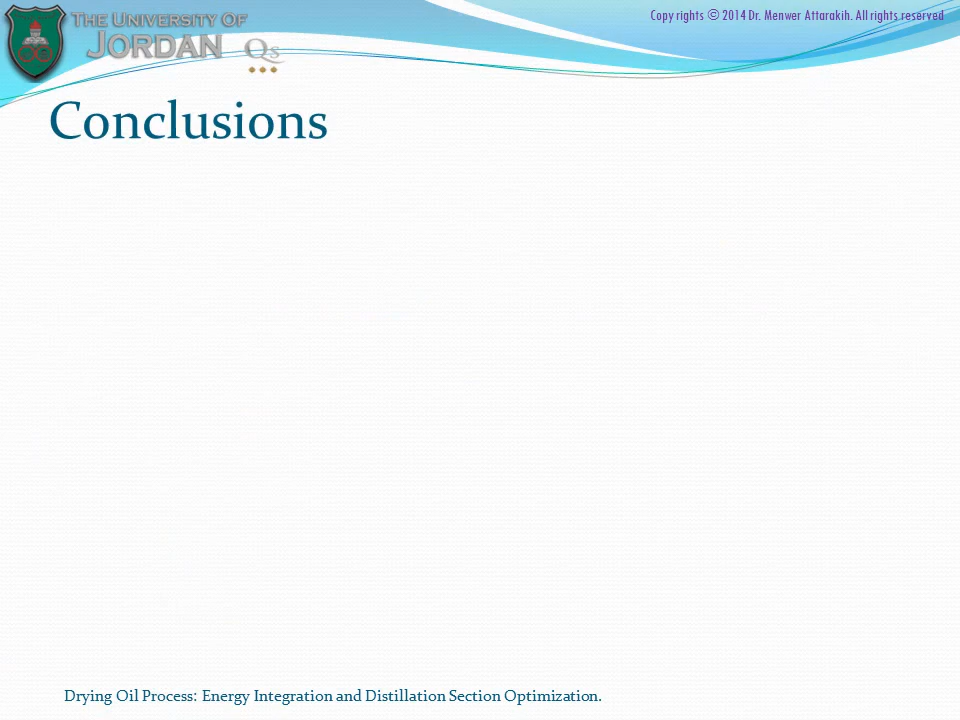 THE UNIVERSITY OF
JORDAN
QS
Copy rights © 2014 Dr. Menwer Attarakih. All rights reserved
Conclusions
Drying Oil Process: Energy Integration and Distillation Section Optimization.